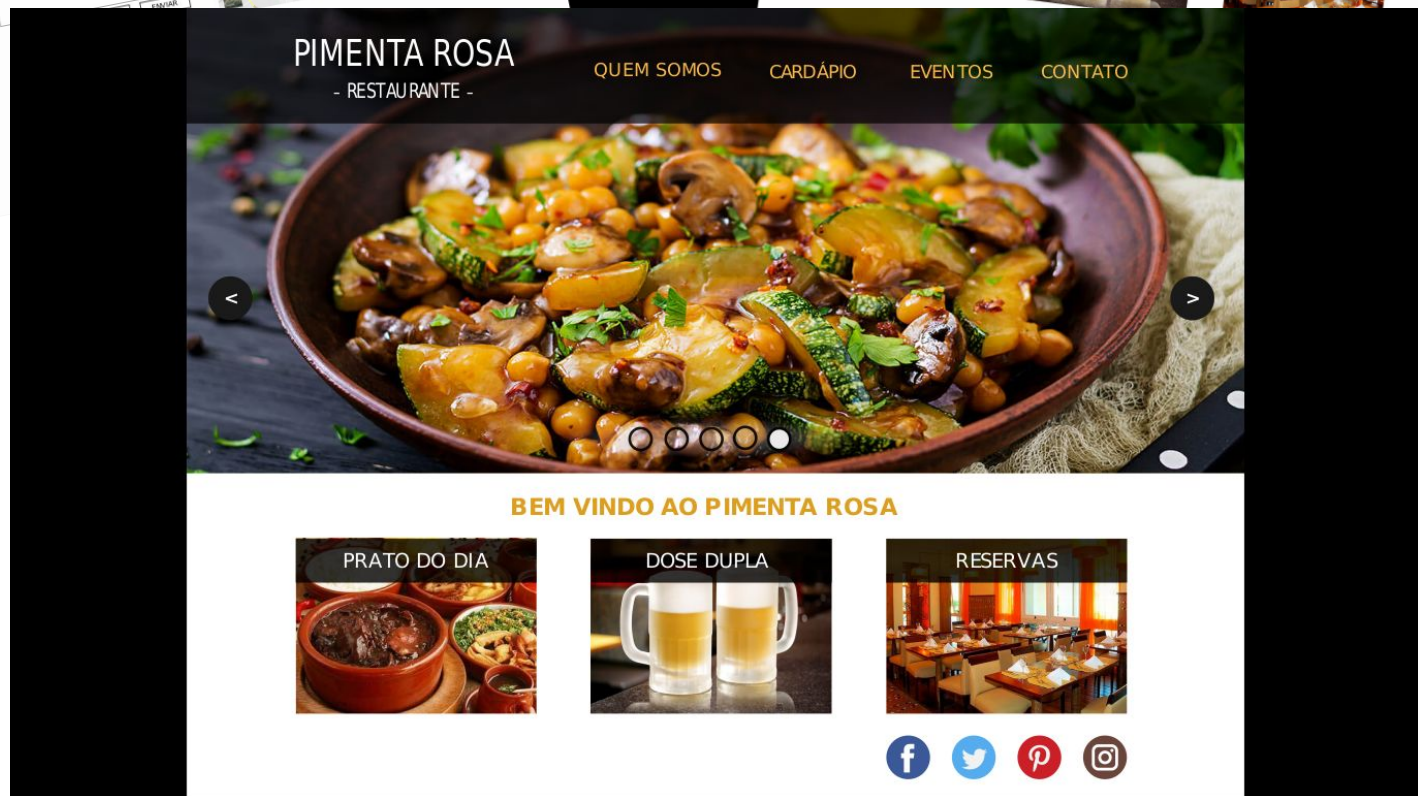 ENVIAR
PIMENTA ROSA
- RESTAURANTE -
QUEM SOMOS
CARDÁPIO
EVENTOS
CONTATO
<
>
BEM VINDO AO PIMENTA ROSA
PRATO DO DIA
DOSE DUPLA
RESERVAS